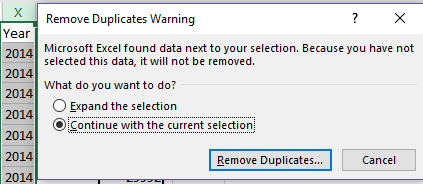 X
Remove Duplicates Warning
?
×
Year
Microsoft Excel found data next to your selection. Because you have not
selected this data, it will not be removed.
2014
2014
What do you want to do?
2014
Expand the selection
2014
Continue with the current selection
2014
2014
Remove Duplicates...
Cancel
2014